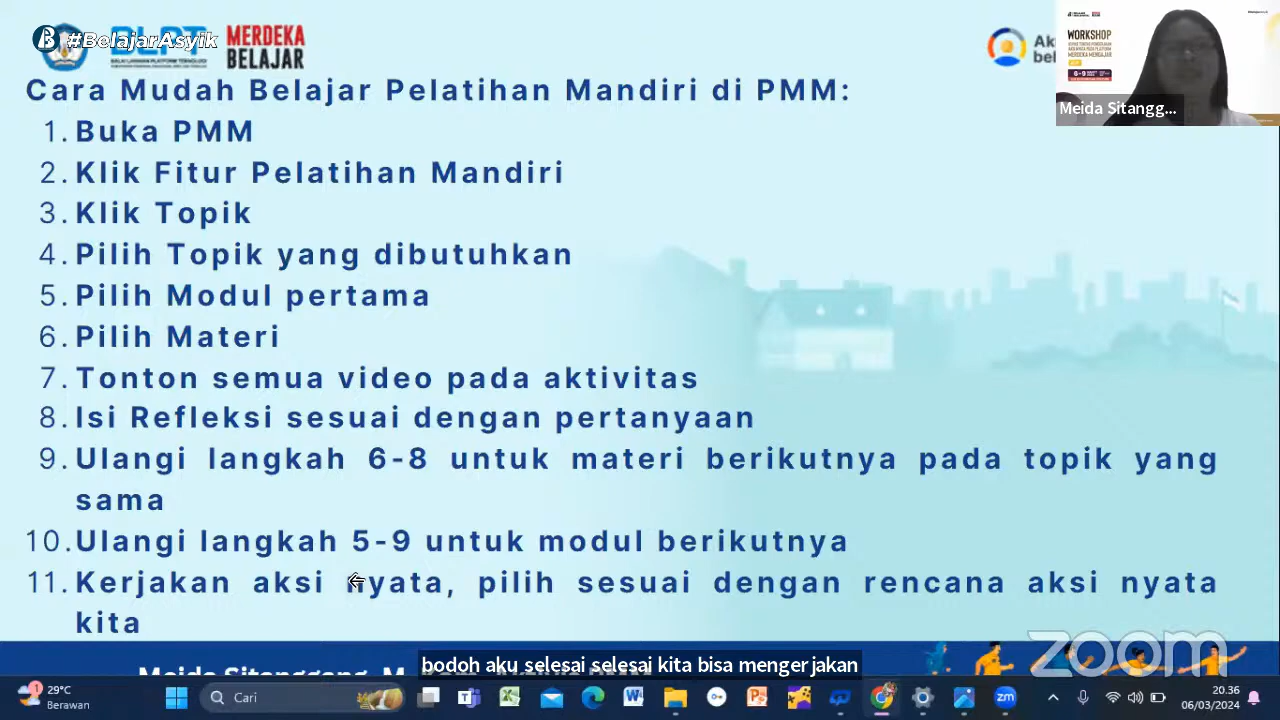 #BelajarAsyik
MERDEKA
BELAJAR
WORKSHOP
Meida Sitangg...
Cara Mudah Belajar Pelatihan Mandiri di PMM:
1. Buka PMM
2. Klik Fitur Pelatihan Mandiri
3. Klik Topik
4. Pilih Topik yang dibutuhkan
5. Pilih Modul pertama
6. Pilih Materi
7. Tonton semua video pada aktivitas
8. Isi Refleksi sesuai dengan pertanyaan
9. Ulangi langkah 6-8 untuk materi berikutnya pada topik yang
sama
10. Ulangi langkah 5-9 untuk modul berikutnya
11. Kerjakan aksi nyata, pilih sesuai dengan rencana aksi nyata
kita
zoom
bodoh aku selesai selesai kita bisa mengerjakan
29°C
Berawan
Cari
20.36
06/03/2024